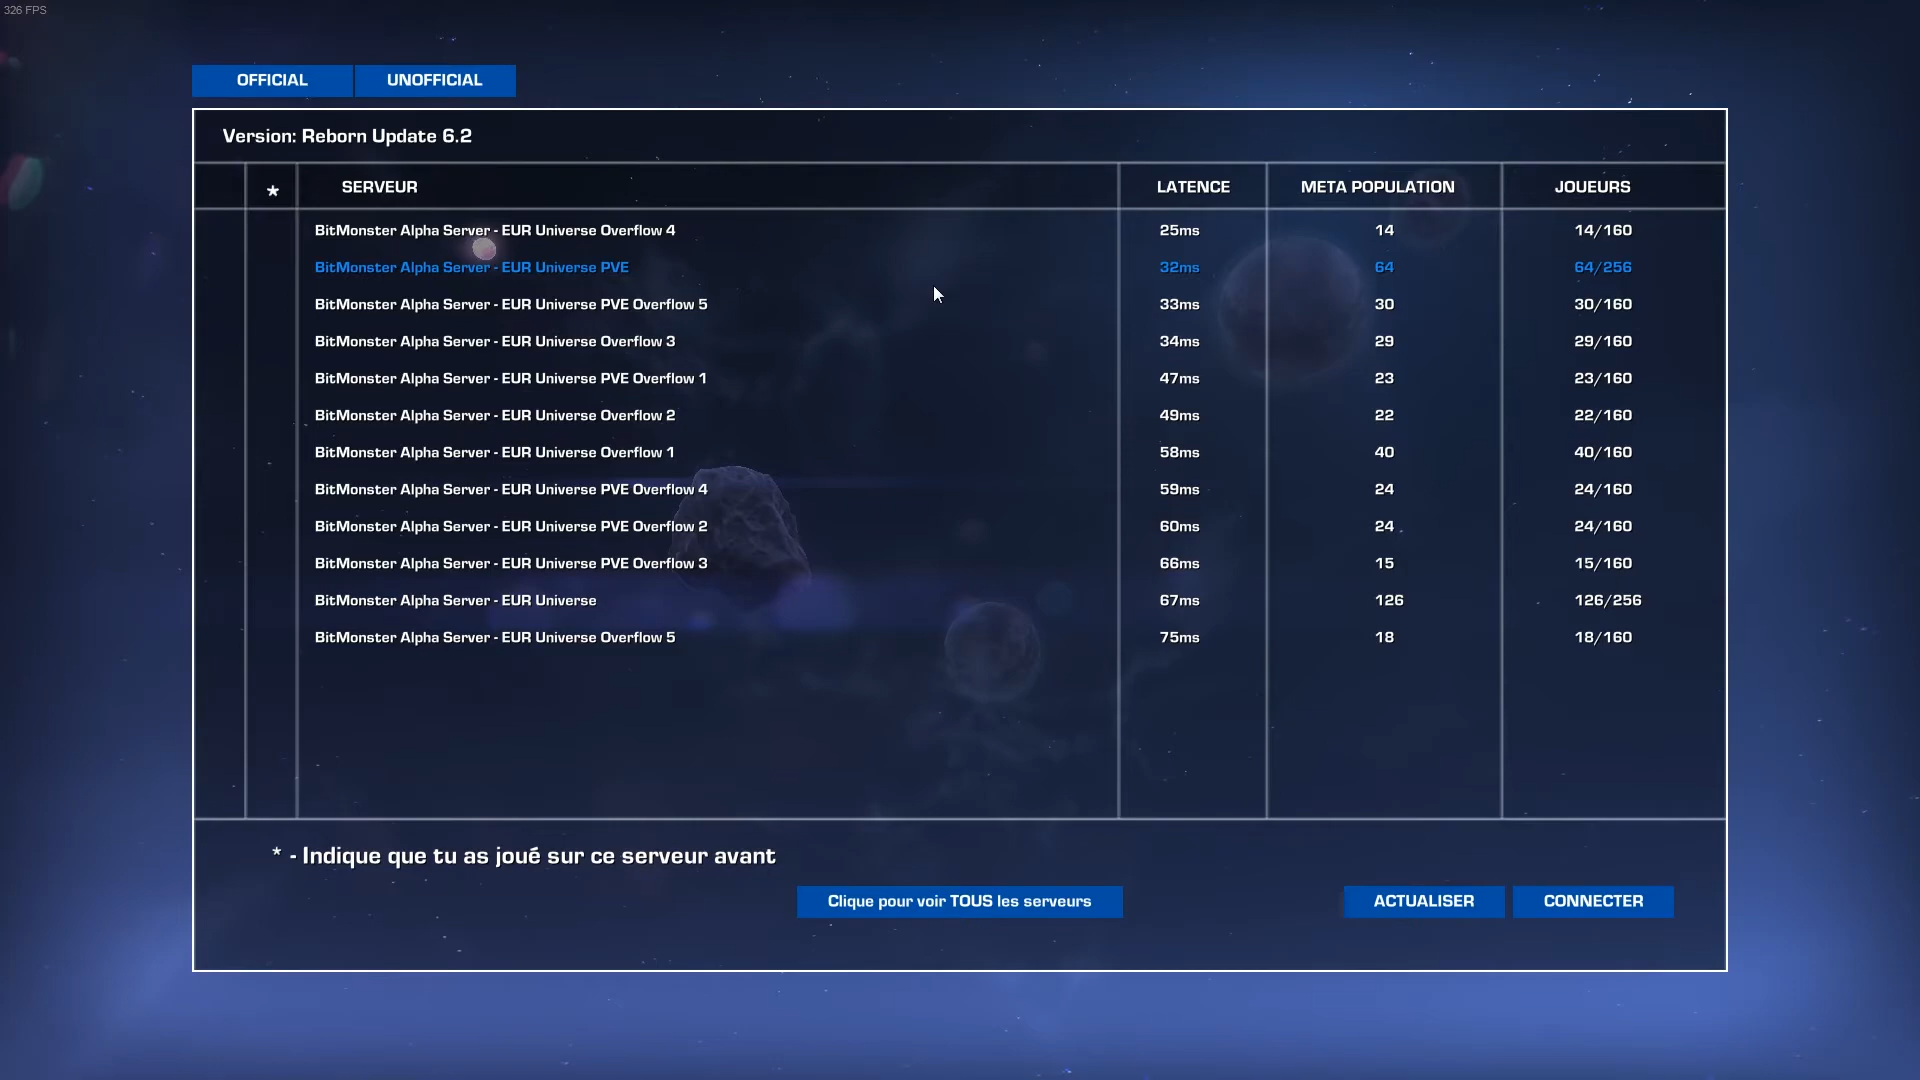 326 FPS
OFFICIAL UNOFFICIAL
Version: Reborn Update 6.2
* SERVEUR LATENCE META POPULATION JOUEURS
BitMonster Alpha Server - EUR Universe Overflow 4 25ms 14 14/160
BitMonster Alpha Server - EUR Universe PVE 32ms 64 64/256
BitMonster Alpha Server - EUR Universe PVE Overflow 5 33ms 30 30/160
BitMonster Alpha Server - EUR Universe Overflow 3 34ms 29 29/160
BitMonster Alpha Server - EUR Universe PVE Overflow 1 47ms 23 23/160
BitMonster Alpha Server - EUR Universe Overflow 2 49ms 22 22/160
BitMonster Alpha Server - EUR Universe Overflow 1 58ms 40 40/160
BitMonster Alpha Server - EUR Universe PVE Overflow 4 59ms 24 24/160
BitMonster Alpha Server - EUR Universe PVE Overflow 2 60ms 24 24/160
BitMonster Alpha Server - EUR Universe PVE Overflow 3 66ms 15 15/160
BitMonster Alpha Server - EUR Universe 67ms 126 126/256
BitMonster Alpha Server - EUR Universe Overflow 5 75ms 18 18/160
* - Indique que tu as joué sur ce serveur avant
Clique pour voir TOUS les serveurs ACTUALISER CONNECTER